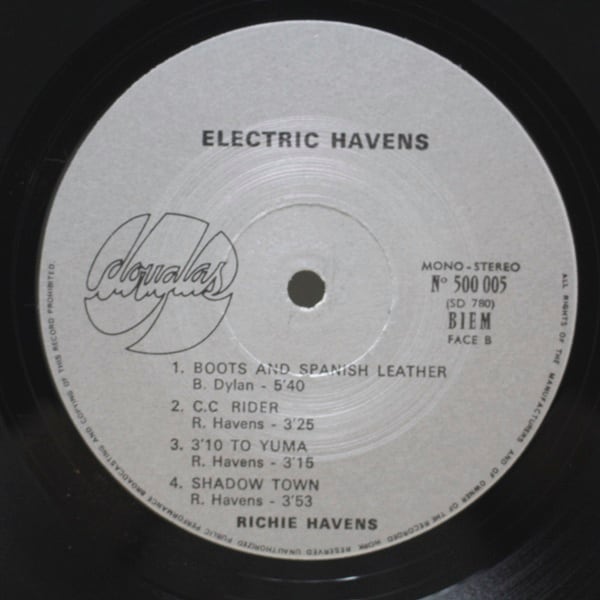 ELECTRIC HAVENS
douglas
MONO - STEREO
Nº 500 005
(SD 780)
BIEM
FACE B
1. BOOTS AND SPANISH LEATHER
B. Dylan - 5'40
2. C.C RIDER
R. Havens - 3'25
3. 3'10 TO YUMA
R. Havens - 3'15
4. SHADOW TOWN
R. Havens - 3'53
RICHIE HAVENS
ALL RIGHTS OF THE MANUFACTURERS AND OF OWNER OF THE RECORDED WORK RESERVED UNAUTHORIZED PUBLIC PERFORMANCE BROADCASTING AND COPYING OF THIS RECORD PROHIBITED.